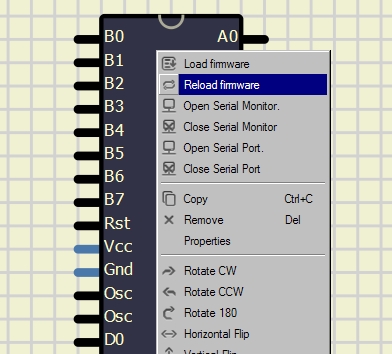 B0 A0
B1
B2
B3
B4
B5
B6
B7
Rst
Vcc
Gnd
Osc
Osc
D0
Load firmware
Reload firmware
Open Serial Monitor.
Close Serial Monitor
Open Serial Port.
Close Serial Port
Copy Ctrl+C
Remove Del
Properties
Rotate CW
Rotate CCW
Rotate 180
Horizontal Flip
Vertical Flip